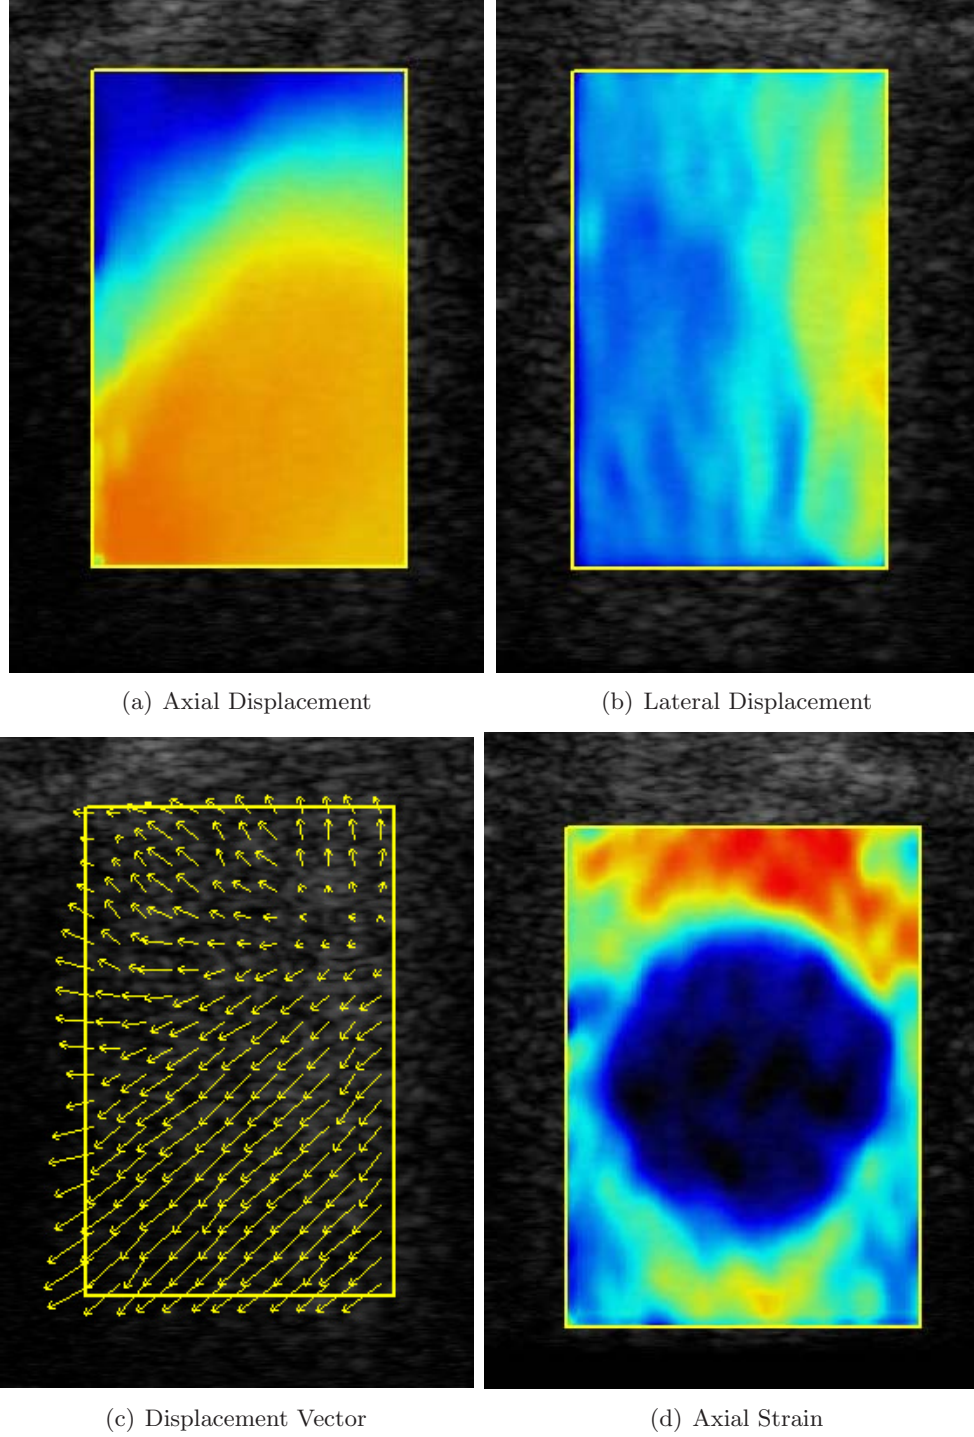 (a) Axial Displacement
(b) Lateral Displacement
(c) Displacement Vector
(d) Axial Strain